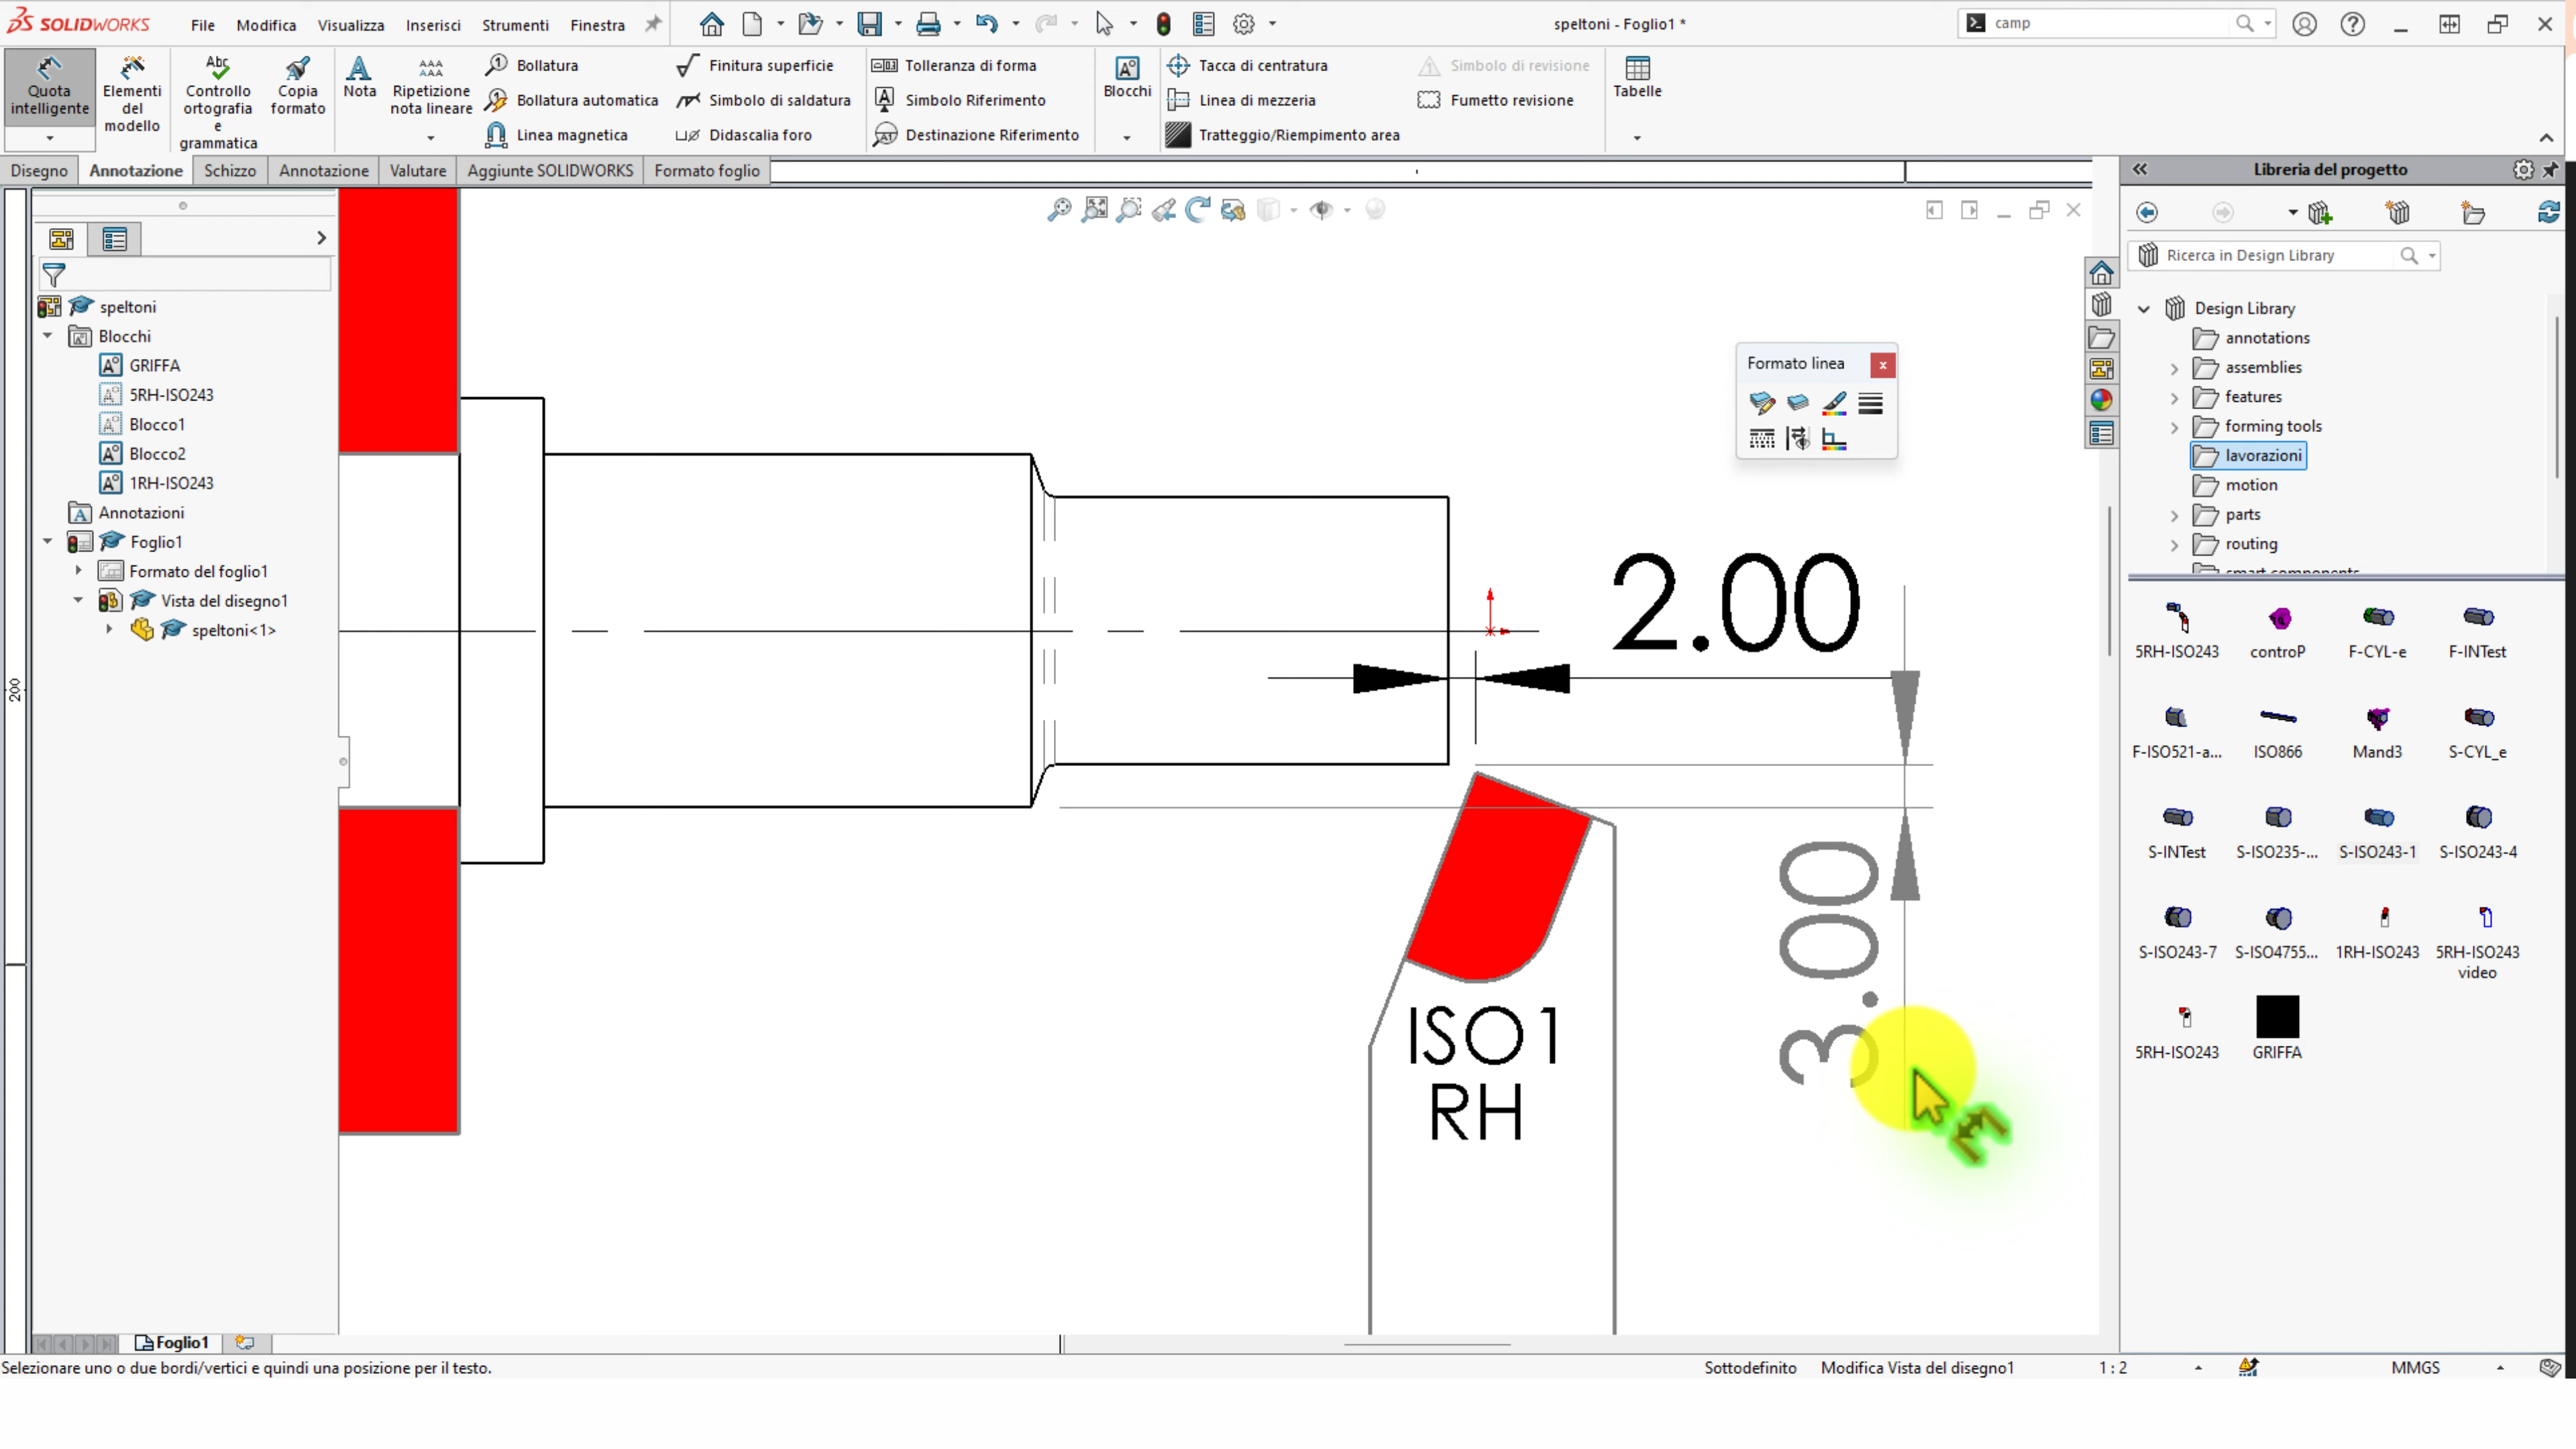 SOLIDWORKS
File Modifica Visualizza Inserisci Strumenti Finestra
speltoni - Foglio1 *
camp
Quota intelligente
Elementi del modello
Controllo ortografia e grammatica
Copia formato
Nota
Ripetizione nota lineare
Bollatura
Bollatura automatica
Linea magnetica
Finitura superficie
Simbolo di saldatura
Didascalia foro
Tolleranza di forma
Simbolo Riferimento
Destinazione Riferimento
Blocchi
Tacca di centratura
Linea di mezzeria
Tratteggio/Riempimento area
Simbolo di revisione
Fumetto revisione
Tabelle
Disegno Annotazione Schizzo Annotazione Valutare Aggiunte SOLIDWORKS Formato foglio
speltoni
Blocchi
GRIFFA
5RH-ISO243
Blocco1
Blocco2
1RH-ISO243
Annotazioni
Foglio1
Formato del foglio1
Vista del disegno1
speltoni<1>
200
Formato linea
2.00
3.00
ISO1
RH
Libreria del progetto
Ricerca in Design Library
Design Library
annotations
assemblies
features
forming tools
lavorazioni
motion
parts
routing
smart components
5RH-ISO243 controP F-CYL-e F-INTest
F-ISO521-a... ISO866 Mand3 S-CYL_e
S-INTest S-ISO235-... S-ISO243-1 S-ISO243-4
S-ISO243-7 S-ISO4755... 1RH-ISO243 5RH-ISO243 video
5RH-ISO243 GRIFFA
Foglio1
Selezionare uno o due bordi/vertici e quindi una posizione per il testo.
Sottodefinito Modifica Vista del disegno1 1 : 2 MMGS